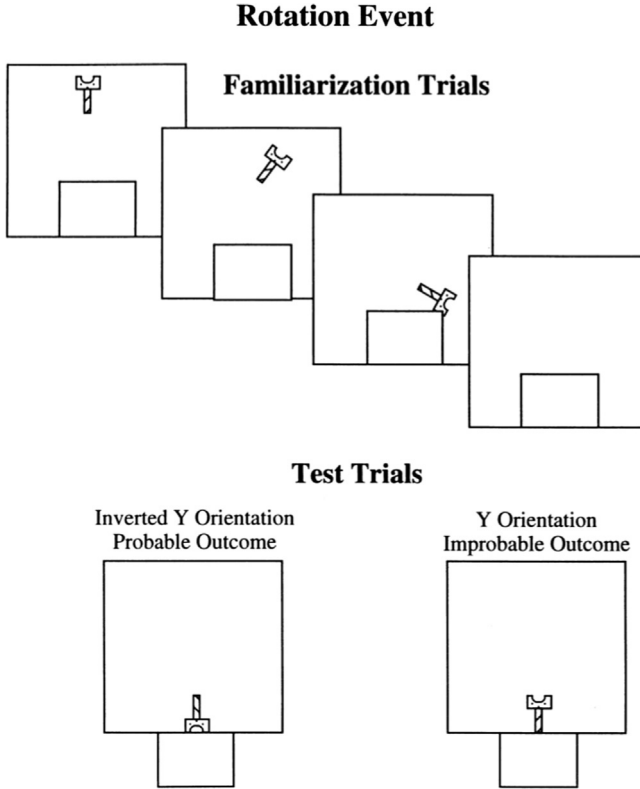 Rotation Event
Familiarization Trials
Test Trials
Inverted Y Orientation
Probable Outcome
Y Orientation
Improbable Outcome